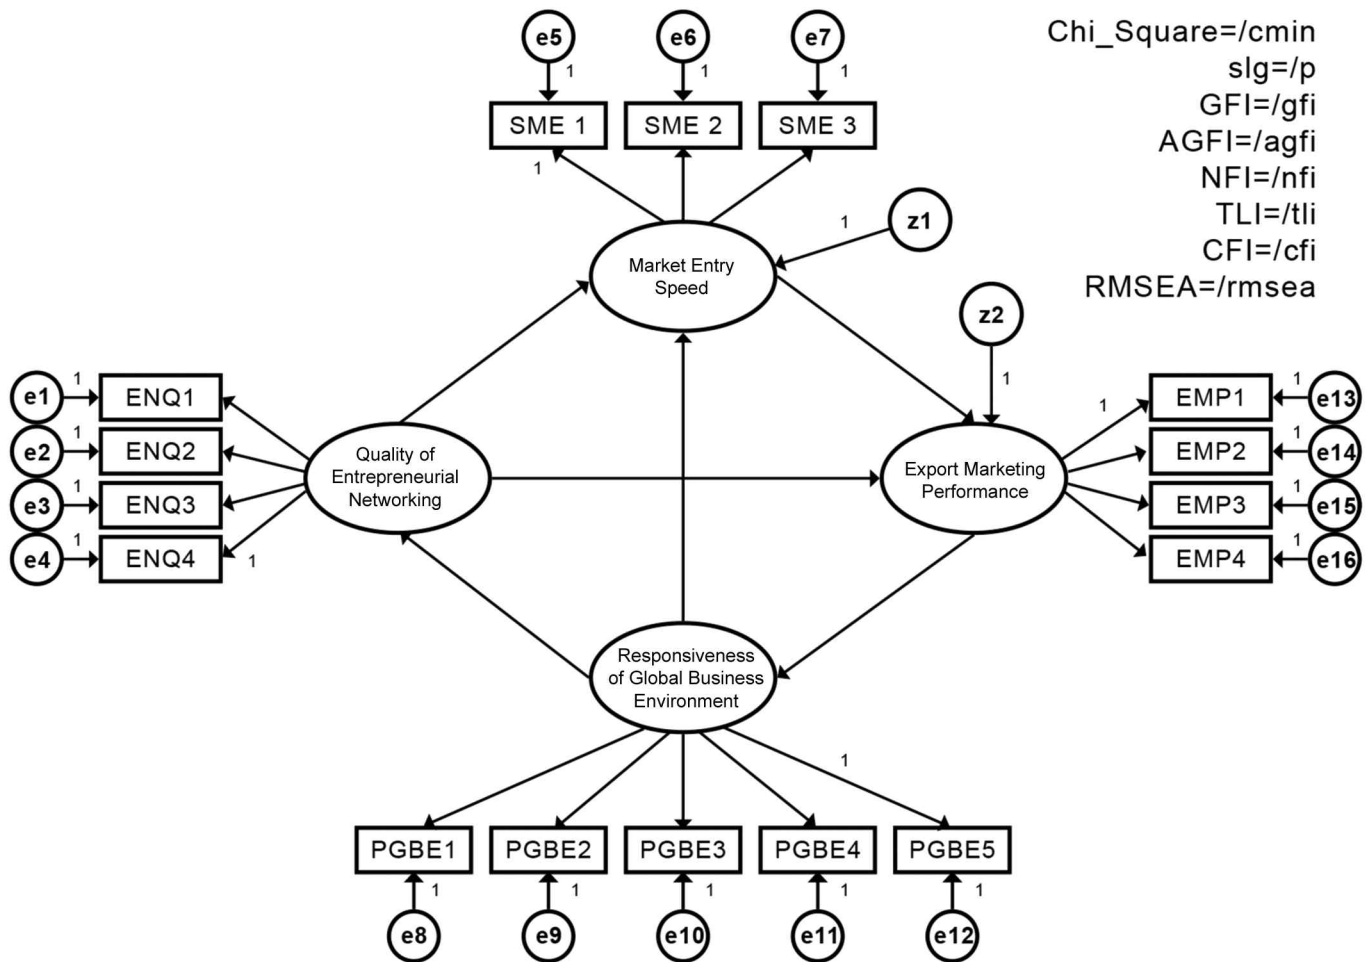 e5
e6
e7
Chi_Square=/cmin
sIg=/p
GFI=/gfi
AGFI=/agfi
NFI=/nfi
TLI=/tli
CFI=/cfi
RMSEA=/rmsea
1
1
1
SME 1
SME 2
SME 3
1
z1
1
Market Entry
Speed
z2
1
e1
1
ENQ1
e2
1
ENQ2
e3
1
ENQ3
e4
1
ENQ4
1
Quality of
Entrepreneurial
Networking
Export Marketing
Performance
1
EMP1
1
e13
EMP2
1
e14
EMP3
1
e15
EMP4
1
e16
Responsiveness
of Global Business
Environment
1
PGBE1
PGBE2
PGBE3
PGBE4
PGBE5
1
1
1
1
1
e8
e9
e10
e11
e12